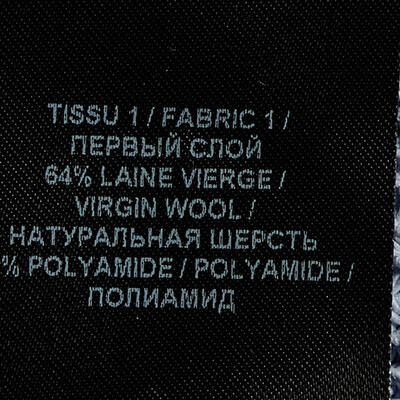 TISSU 1 / FABRIC 1 /
ПЕРВЫЙ СЛОЙ
64% LAINE VIERGE /
VIRGIN WOOL /
НАТУРАЛЬНАЯ ШЕРСТЬ
% POLYAMIDE / POLYAMIDE /
ПОЛИАМИД